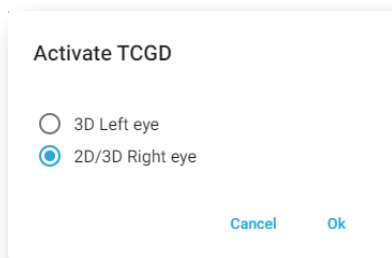 Activate TCGD
3D Left eye
2D/3D Right eye
Cancel Ok